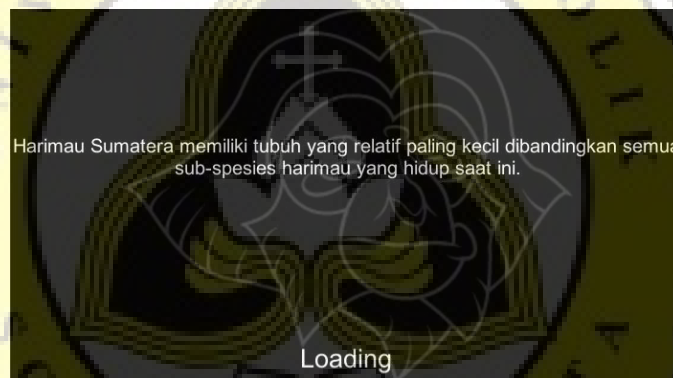 Harimau Sumatera memiliki tubuh yang relatif paling kecil dibandingkan semua
sub-spesies harimau yang hidup saat ini.
Loading